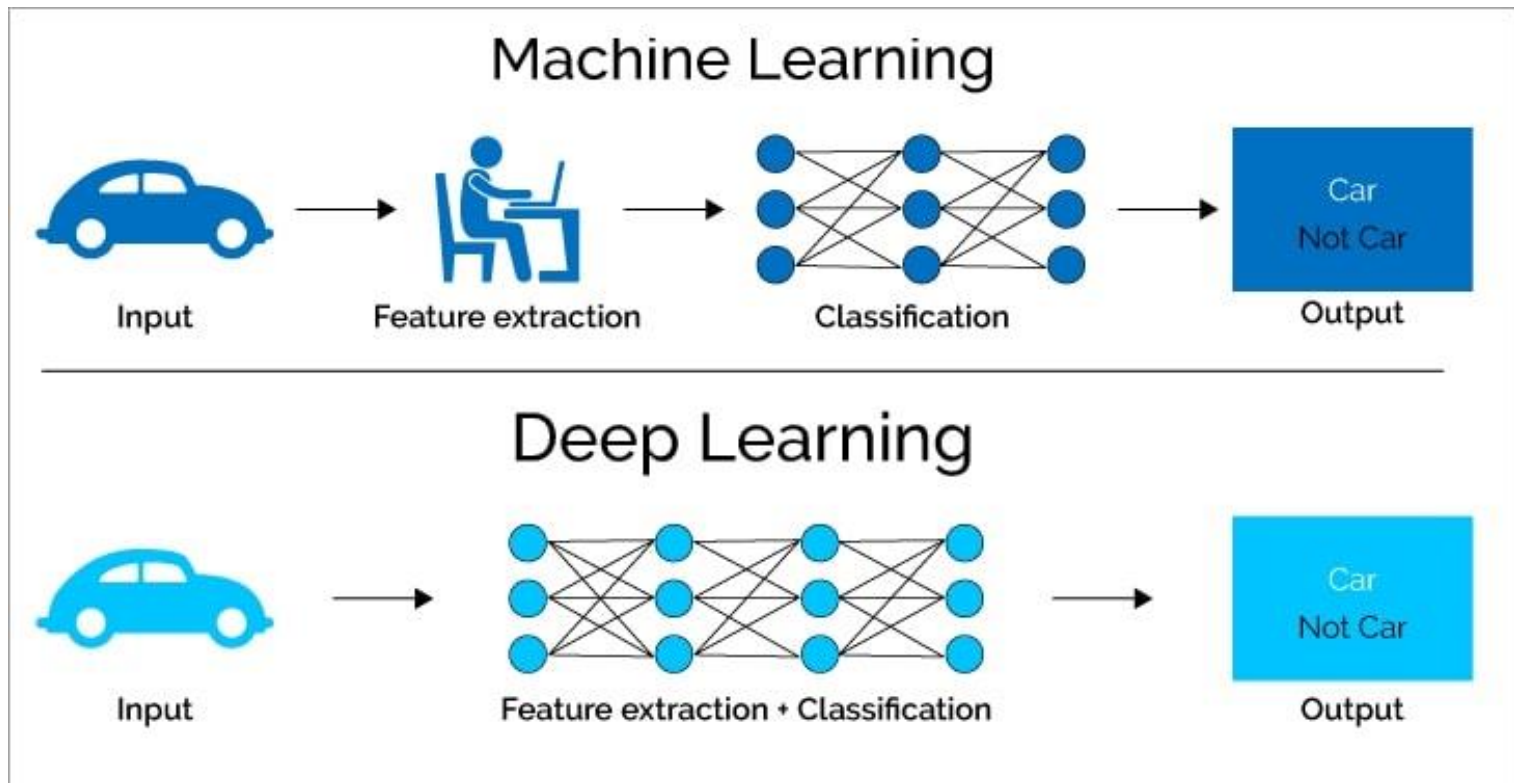 Machine Learning
Car
Not Car
Input
Feature extraction
Classification
Output
Deep Learning
Car
Not Car
Input
Feature extraction + Classification
Output